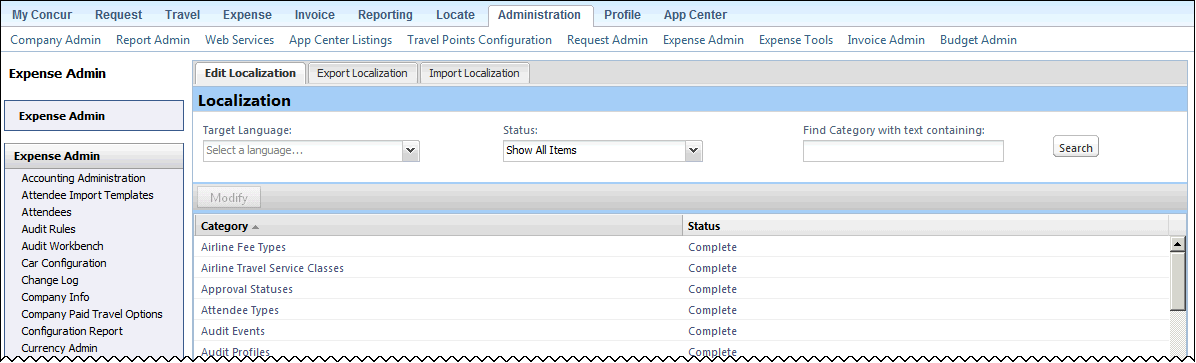 My Concur Request Travel Expense Invoice Reporting Locate Administration Profile App Center
Company Admin Report Admin Web Services App Center Listings Travel Points Configuration Request Admin Expense Admin Expense Tools Invoice Admin Budget Admin
Expense Admin
Expense Admin
Expense Admin
Accounting Administration
Attendee Import Templates
Attendees
Audit Rules
Audit Workbench
Car Configuration
Change Log
Company Info
Company Paid Travel Options
Configuration Report
Currency Admin
Edit Localization Export Localization Import Localization
Localization
Target Language: Status: Find Category with text containing:
Select a language... Show All Items Search
Modify
Category Status
Airline Fee Types Complete
Airline Travel Service Classes Complete
Approval Statuses Complete
Attendee Types Complete
Audit Events Complete
Audit Profiles Complete